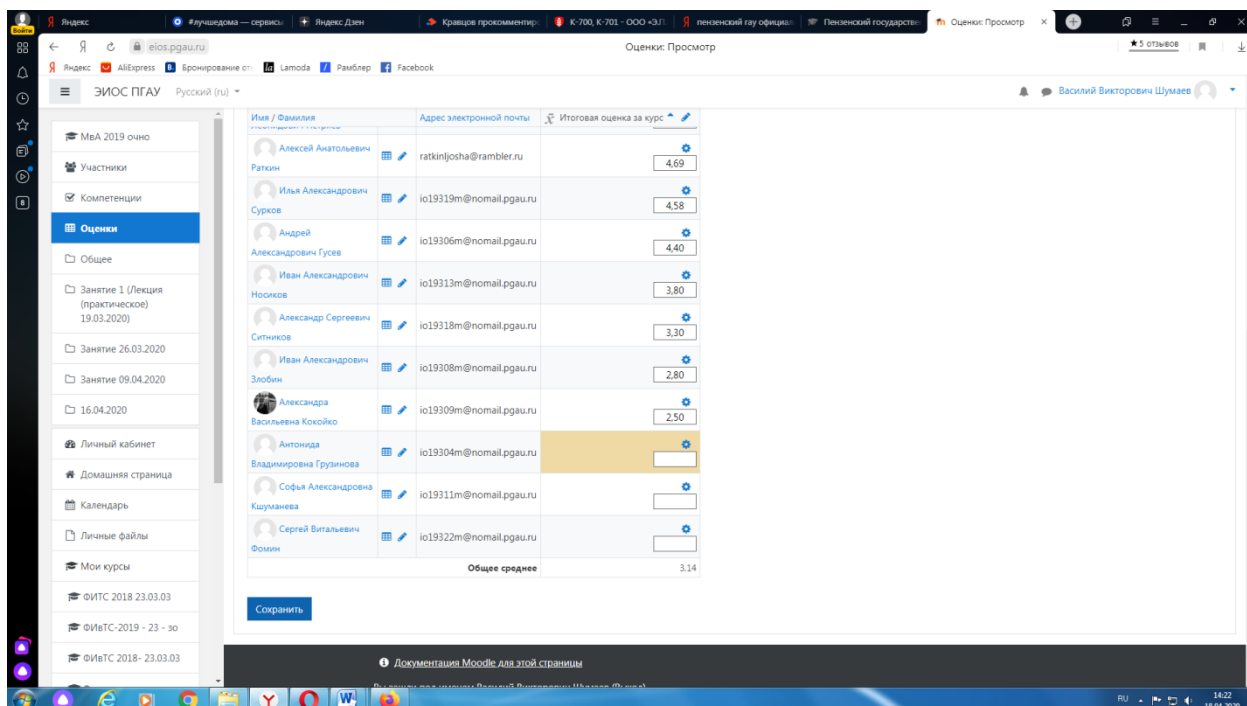 Войти
Яндекс
#лучшедома — сервисы
Яндекс.Дзен
Кравцов прокомментир
К-700, К-701 - ООО «ЭЛ
пензенский гау официал
Пензенский государстве
Оценки: Просмотр
eios.pgau.ru
Оценки: Просмотр
5 отзывов
Яндекс
AliExpress
Бронирование от
Lamoda
Рамблер
Facebook
ЭИОС ПГАУ Русский (ru)
Василий Викторович Шумаев
МвА 2019 очно
Участники
Компетенции
Оценки
Общее
Занятие 1 (Лекция
(практическое)
19.03.2020)
Занятие 26.03.2020
Занятие 09.04.2020
16.04.2020
Личный кабинет
Домашняя страница
Календарь
Личные файлы
Мои курсы
ФИТС 2018 23.03.03
ФИвТС-2019 - 23 - зо
ФИвТС 2018- 23.03.03
Имя / Фамилия Адрес электронной почты Итоговая оценка за курс
Алексей Анатольевич
Раткин ratkinljosha@rambler.ru 4,69
Илья Александрович
Сурков io19319m@nomail.pgau.ru 4,58
Андрей
Александрович Гусев io19306m@nomail.pgau.ru 4,40
Иван Александрович
Носиков io19313m@nomail.pgau.ru 3,80
Александр Сергеевич
Ситников io19318m@nomail.pgau.ru 3,30
Иван Александрович
Злобин io19308m@nomail.pgau.ru 2,80
Александра
Васильевна Кокойко io19309m@nomail.pgau.ru 2,50
Антонида
Владимировна Грузинова io19304m@nomail.pgau.ru
Софья Александровна
Кшуманева io19311m@nomail.pgau.ru
Сергей Витальевич
Фомин io19322m@nomail.pgau.ru
Общее среднее 3,14
Сохранить
Документация Moodle для этой страницы
RU
14:22
18.04.2020